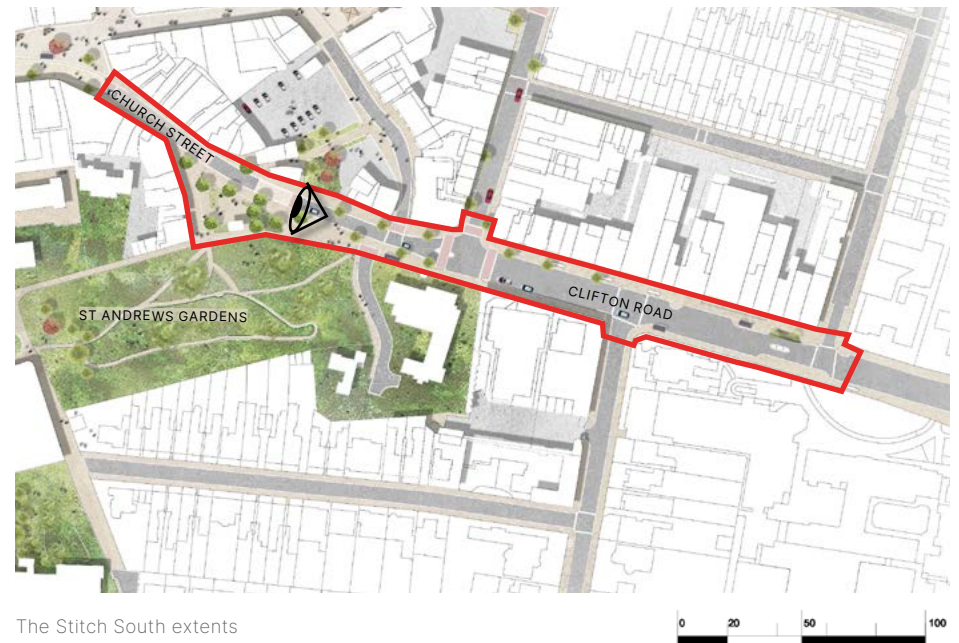 CHURCH STREET
ST ANDREWS GARDENS
CLIFTON ROAD
The Stitch South extents
0 20 50 100